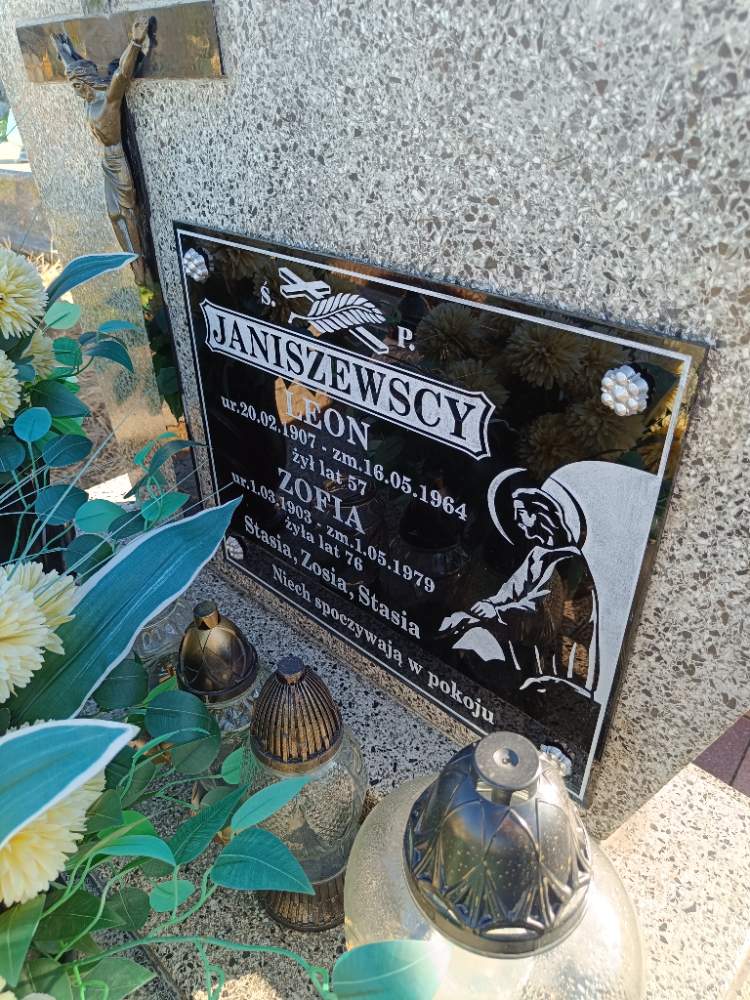 Ś. P.
JANISZEWSCY
LEON
ur.20.02.1907 - zm.16.05.1964
żył lat 57
ZOFIA
ur.1.03.1903 - zm.1.05.1979
żyła lat 76
Stasia, Zosia, Stasia
Niech spoczywają w pokoju